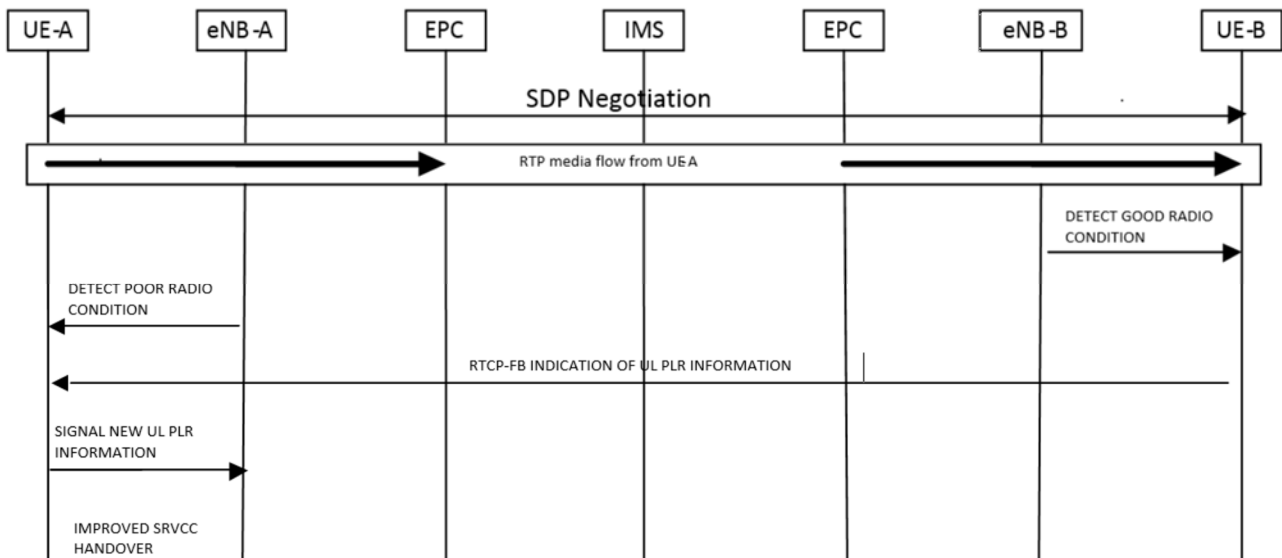 UE-A eNB-A EPC IMS EPC eNB-B UE-B
SDP Negotiation
RTP media flow from UE-A
DETECT GOOD RADIO
CONDITION
DETECT POOR RADIO
CONDITION
RTCP-FB INDICATION OF UL PLR INFORMATION
SIGNAL NEW UL PLR
INFORMATION
IMPROVED SRVCC
HANDOVER